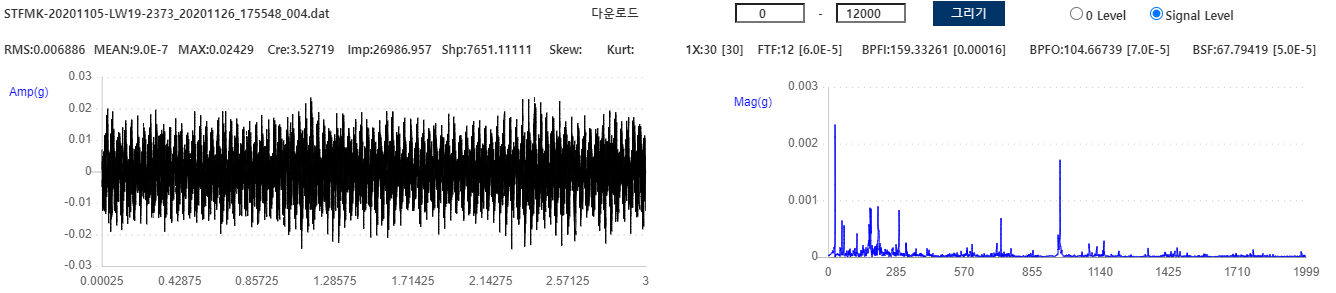 STFMK-20201105-LW19-2373_20201126_175548_004.dat 다운로드
RMS:0.006886 MEAN:9.0E-7 MAX:0.02429 Cre:3.52719 Imp:26986.957 Shp:7651.11111 Skew: Kurt:
Amp(g)
0.03
0.02
0.01
0
-0.01
-0.02
-0.03
0.00025 0.42875 0.85725 1.28575 1.71425 2.14275 2.57125 3
0 - 12000 그리기 0 Level Signal Level
1X:30 [30] FTF:12 [6.0E-5] BPFI:159.33261 [0.00016] BPFO:104.66739 [7.0E-5] BSF:67.79419 [5.0E-5]
Mag(g)
0.003
0.002
0.001
0
0 285 570 855 1140 1425 1710 1999